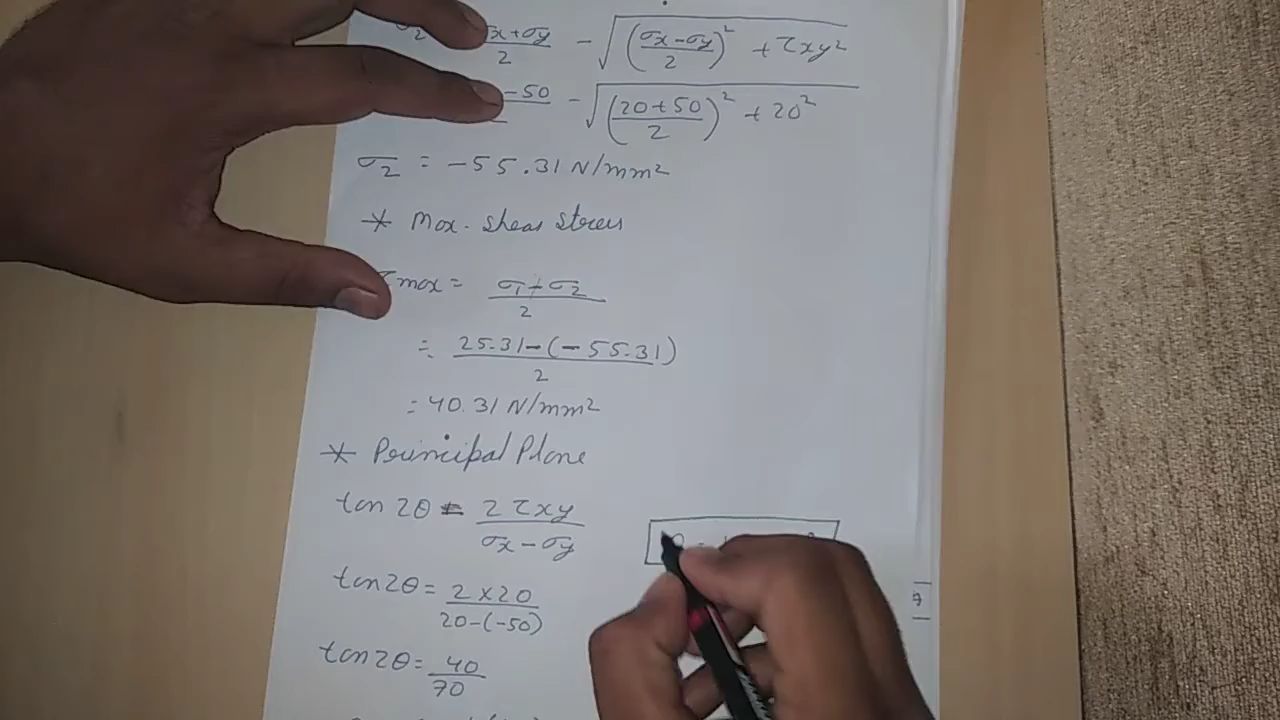 σ2 σx+σy/2 - √((σx-σy/2)² + τxy²)
-50 - √((20+50/2)² + 20²)
σ2 = -55.31 N/mm²
* Max. Shear Stress
τmax = σ1+σ2/2
= 25.31-(-55.31)/2
= 40.31 N/mm²
* Principal Plane
tan 2θ = 2τxy/σx-σy
tan2θ = 2×20/20-(-50)
tan2θ = 40/70